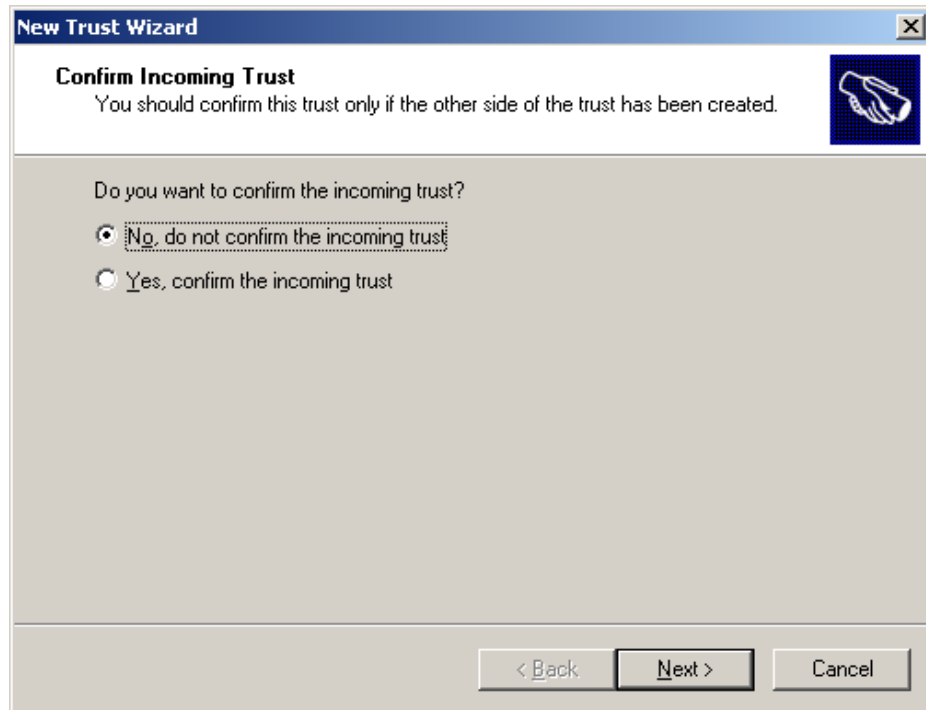 New Trust Wizard
Confirm Incoming Trust
You should confirm this trust only if the other side of the trust has been created.
Do you want to confirm the incoming trust?
No, do not confirm the incoming trust
Yes, confirm the incoming trust
< Back
Next >
Cancel